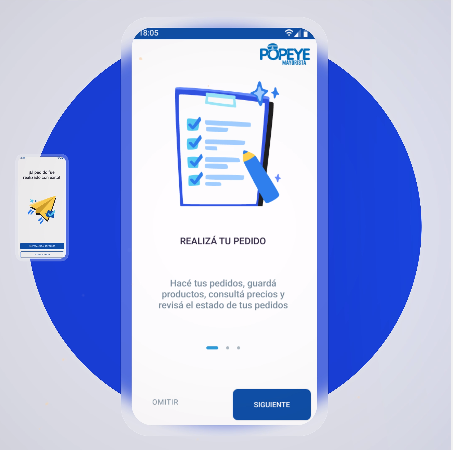 18:05
POPEYE
MAYORISTA
REALIZÁ TU PEDIDO
Hacé tus pedidos, guardá
productos, consultá precios y
revisá el estado de tus pedidos
OMITIR
SIGUIENTE